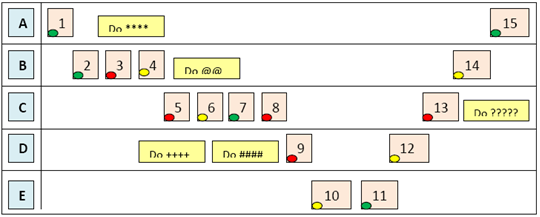 A 1 Do **** 15
B 2 3 4 Do @@ 14
C 5 6 7 8 13 Do ?????
D Do ++++ Do #### 9 12
E 10 11